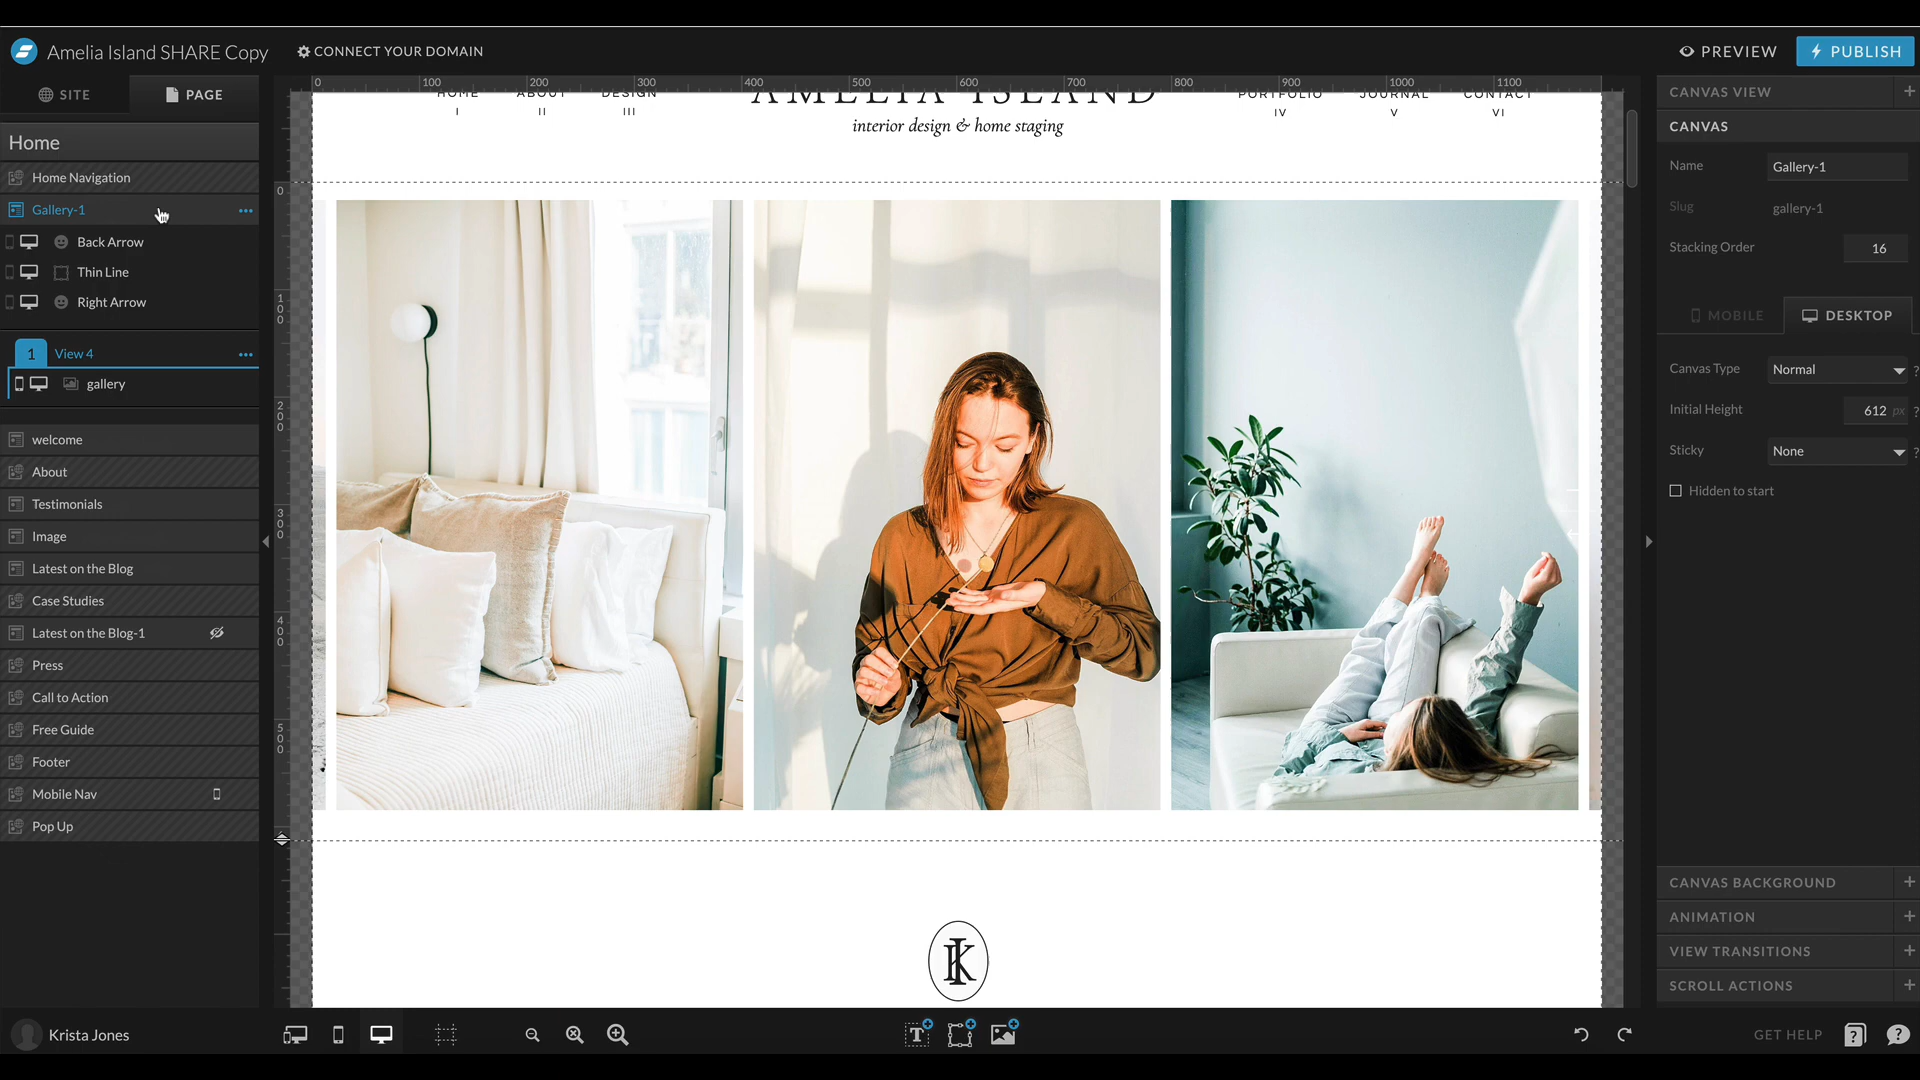 Amelia Island SHARE Copy
CONNECT YOUR DOMAIN
PREVIEW
PUBLISH
SITE
PAGE
Home
Home Navigation
Gallery-1
Back Arrow
Thin Line
Right Arrow
1 View 4
gallery
welcome
About
Testimonials
Image
Latest on the Blog
Case Studies
Latest on the Blog-1
Press
Call to Action
Free Guide
Footer
Mobile Nav
Pop Up
Krista Jones
0 100 200 300 400 500 600 700 800 900 1000 1100
HOME ABOUT DESIGN AMELIA ISLAND PORTFOLIO JOURNAL CONTACT
I II III IV V VI
interior design & home staging
0
100
200
300
400
500
K
T
CANVAS VIEW +
CANVAS
Name Gallery-1
Slug gallery-1
Stacking Order 16
MOBILE DESKTOP
Canvas Type Normal ?
Initial Height 612 px ?
Sticky None ?
Hidden to start
CANVAS BACKGROUND +
ANIMATION +
VIEW TRANSITIONS +
SCROLL ACTIONS +
GET HELP ? ?